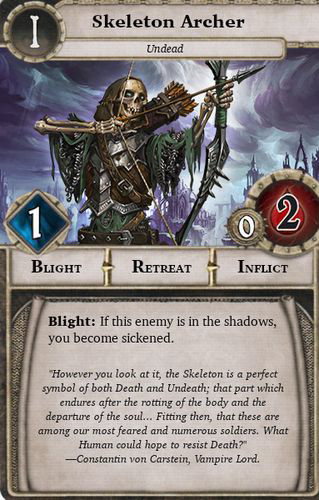 I
Skeleton Archer
Undead
1
0
2
Blight
Retreat
Inflict
Blight: If this enemy is in the shadows,
you become sickened.
"However you look at it, the Skeleton is a perfect
symbol of both Death and Undeath; that part which
endures after the rotting of the body and the
departure of the soul... Fitting then, that these are
among our most feared and numerous soldiers. What
Human could hope to resist Death?"
—Constantin von Carstein, Vampire Lord.